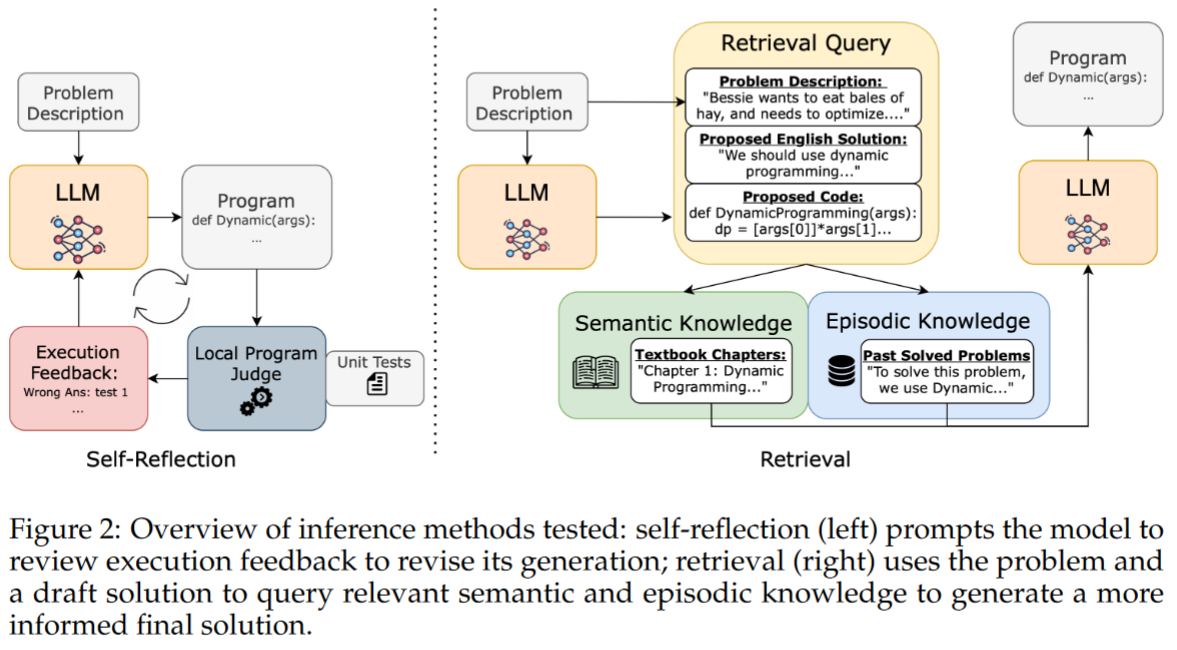 Problem
Description
LLM
Program
def Dynamic(args):
...
Execution
Feedback:
Wrong Ans: test 1
...
Local Program
Judge
Unit Tests
Self-Reflection
Problem
Description
LLM
Retrieval Query
Problem Description:
"Bessie wants to eat bales of
hay, and needs to optimize...."
Proposed English Solution:
"We should use dynamic
programming..."
Proposed Code:
def DynamicProgramming(args):
dp = [args[0]]*args[1]...
Semantic Knowledge
Textbook Chapters:
"Chapter 1: Dynamic
Programming..."
Episodic Knowledge
Past Solved Problems
"To solve this problem,
we use Dynamic..."
Program
def Dynamic(args):
...
LLM
Retrieval
Figure 2: Overview of inference methods tested: self-reflection (left) prompts the model to
review execution feedback to revise its generation; retrieval (right) uses the problem and
a draft solution to query relevant semantic and episodic knowledge to generate a more
informed final solution.